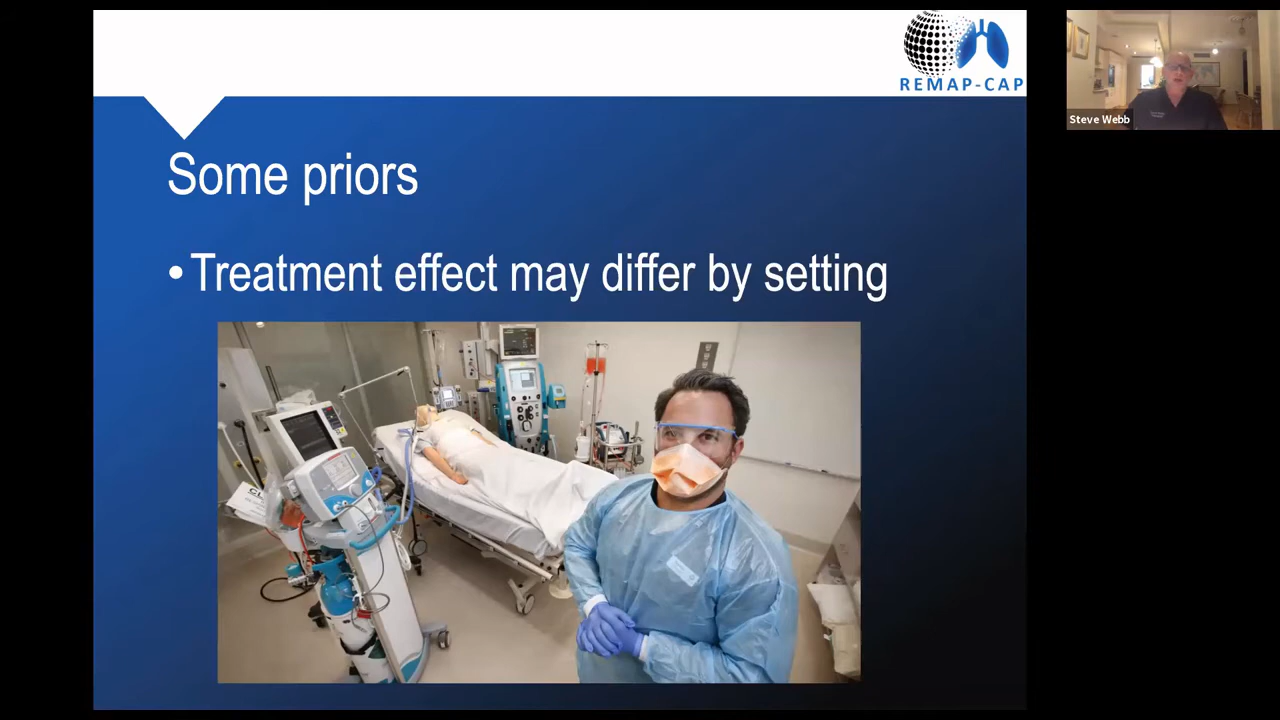 REMAP-CAP
Steve Webb
Some priors
• Treatment effect may differ by setting